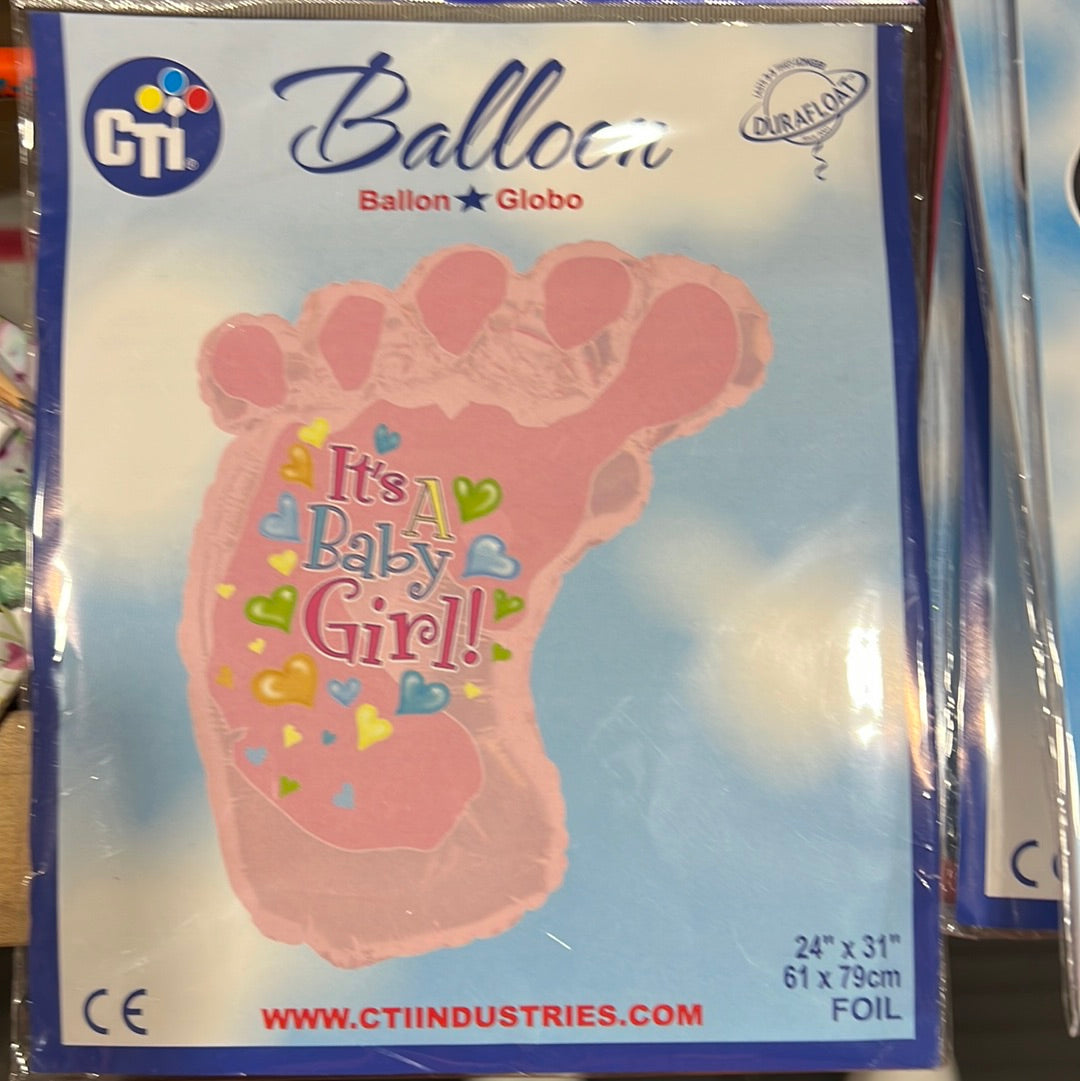 CTi®
Balloon
Ballon ★ Globo
DURAFLOAT
It's A
Baby
Girl!
24" x 31"
61 x 79cm
FOIL
CE
WWW.CTIINDUSTRIES.COM
C